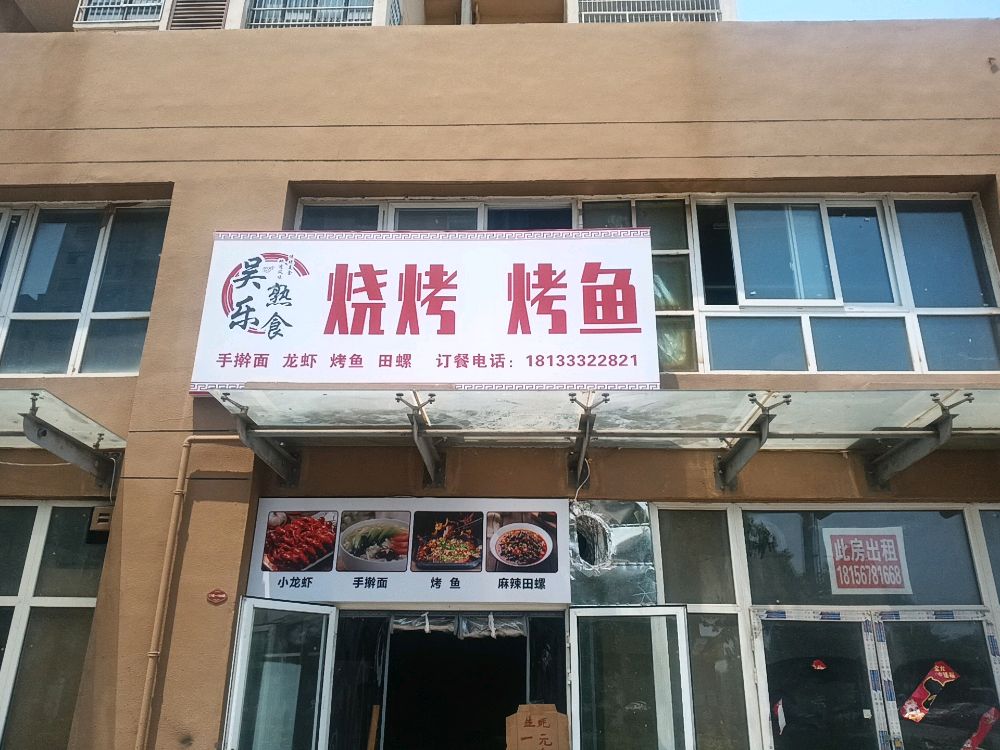 吴乐
熟食
烧烤 烤鱼
手擀面 龙虾 烤鱼 田螺 订餐电话：18133322821
小龙虾 手擀面 烤鱼 麻辣田螺
此房出租
18156781668
一元